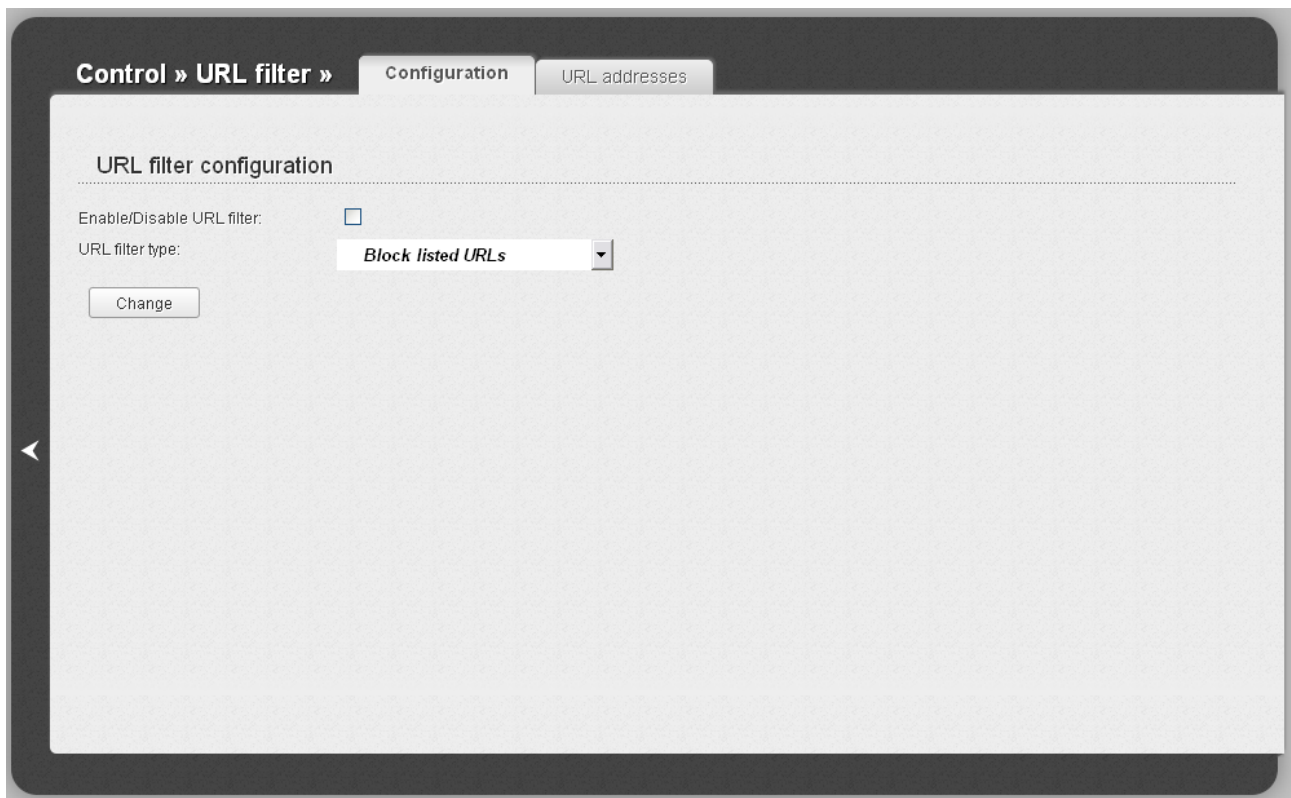 Control » URL filter » Configuration URL addresses
URL filter configuration
Enable/Disable URL filter:
URL filter type: Block listed URLs
Change